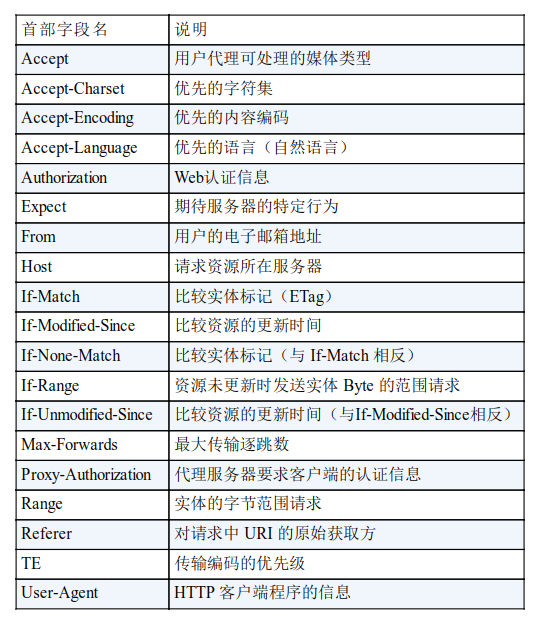 首部字段名 说明
Accept 用户代理可处理的媒体类型
Accept-Charset 优先的字符集
Accept-Encoding 优先的内容编码
Accept-Language 优先的语言（自然语言）
Authorization Web认证信息
Expect 期待服务器的特定行为
From 用户的电子邮箱地址
Host 请求资源所在服务器
If-Match 比较实体标记（ETag）
If-Modified-Since 比较资源的更新时间
If-None-Match 比较实体标记（与 If-Match 相反）
If-Range 资源未更新时发送实体 Byte 的范围请求
If-Unmodified-Since 比较资源的更新时间（与If-Modified-Since相反）
Max-Forwards 最大传输逐跳数
Proxy-Authorization 代理服务器要求客户端的认证信息
Range 实体的字节范围请求
Referer 对请求中 URI 的原始获取方
TE 传输编码的优先级
User-Agent HTTP 客户端程序的信息